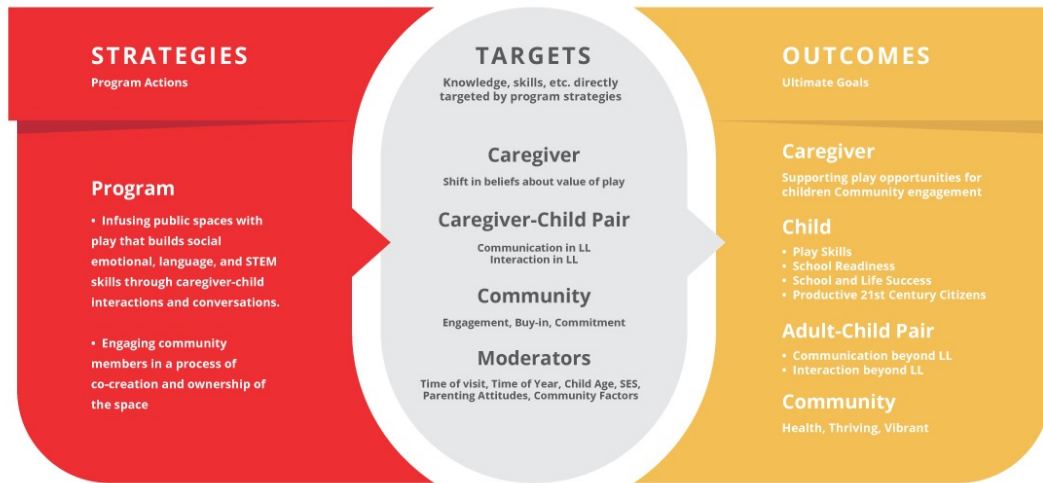 STRATEGIES
Program Actions
Program
• Infusing public spaces with
play that builds social
emotional, language, and STEM
skills through caregiver-child
interactions and conversations.
• Engaging community
members in a process of
co-creation and ownership of
the space
TARGETS
Knowledge, skills, etc. directly
targeted by program strategies
Caregiver
Shift in beliefs about value of play
Caregiver-Child Pair
Communication in LL
Interaction in LL
Community
Engagement, Buy-in, Commitment
Moderators
Time of visit, Time of Year, Child Age, SES,
Parenting Attitudes, Community Factors
OUTCOMES
Ultimate Goals
Caregiver
Supporting play opportunities for
children Community engagement
Child
• Play Skills
• School Readiness
• School and Life Success
• Productive 21st Century Citizens
Adult-Child Pair
• Communication beyond LL
• Interaction beyond LL
Community
Health, Thriving, Vibrant